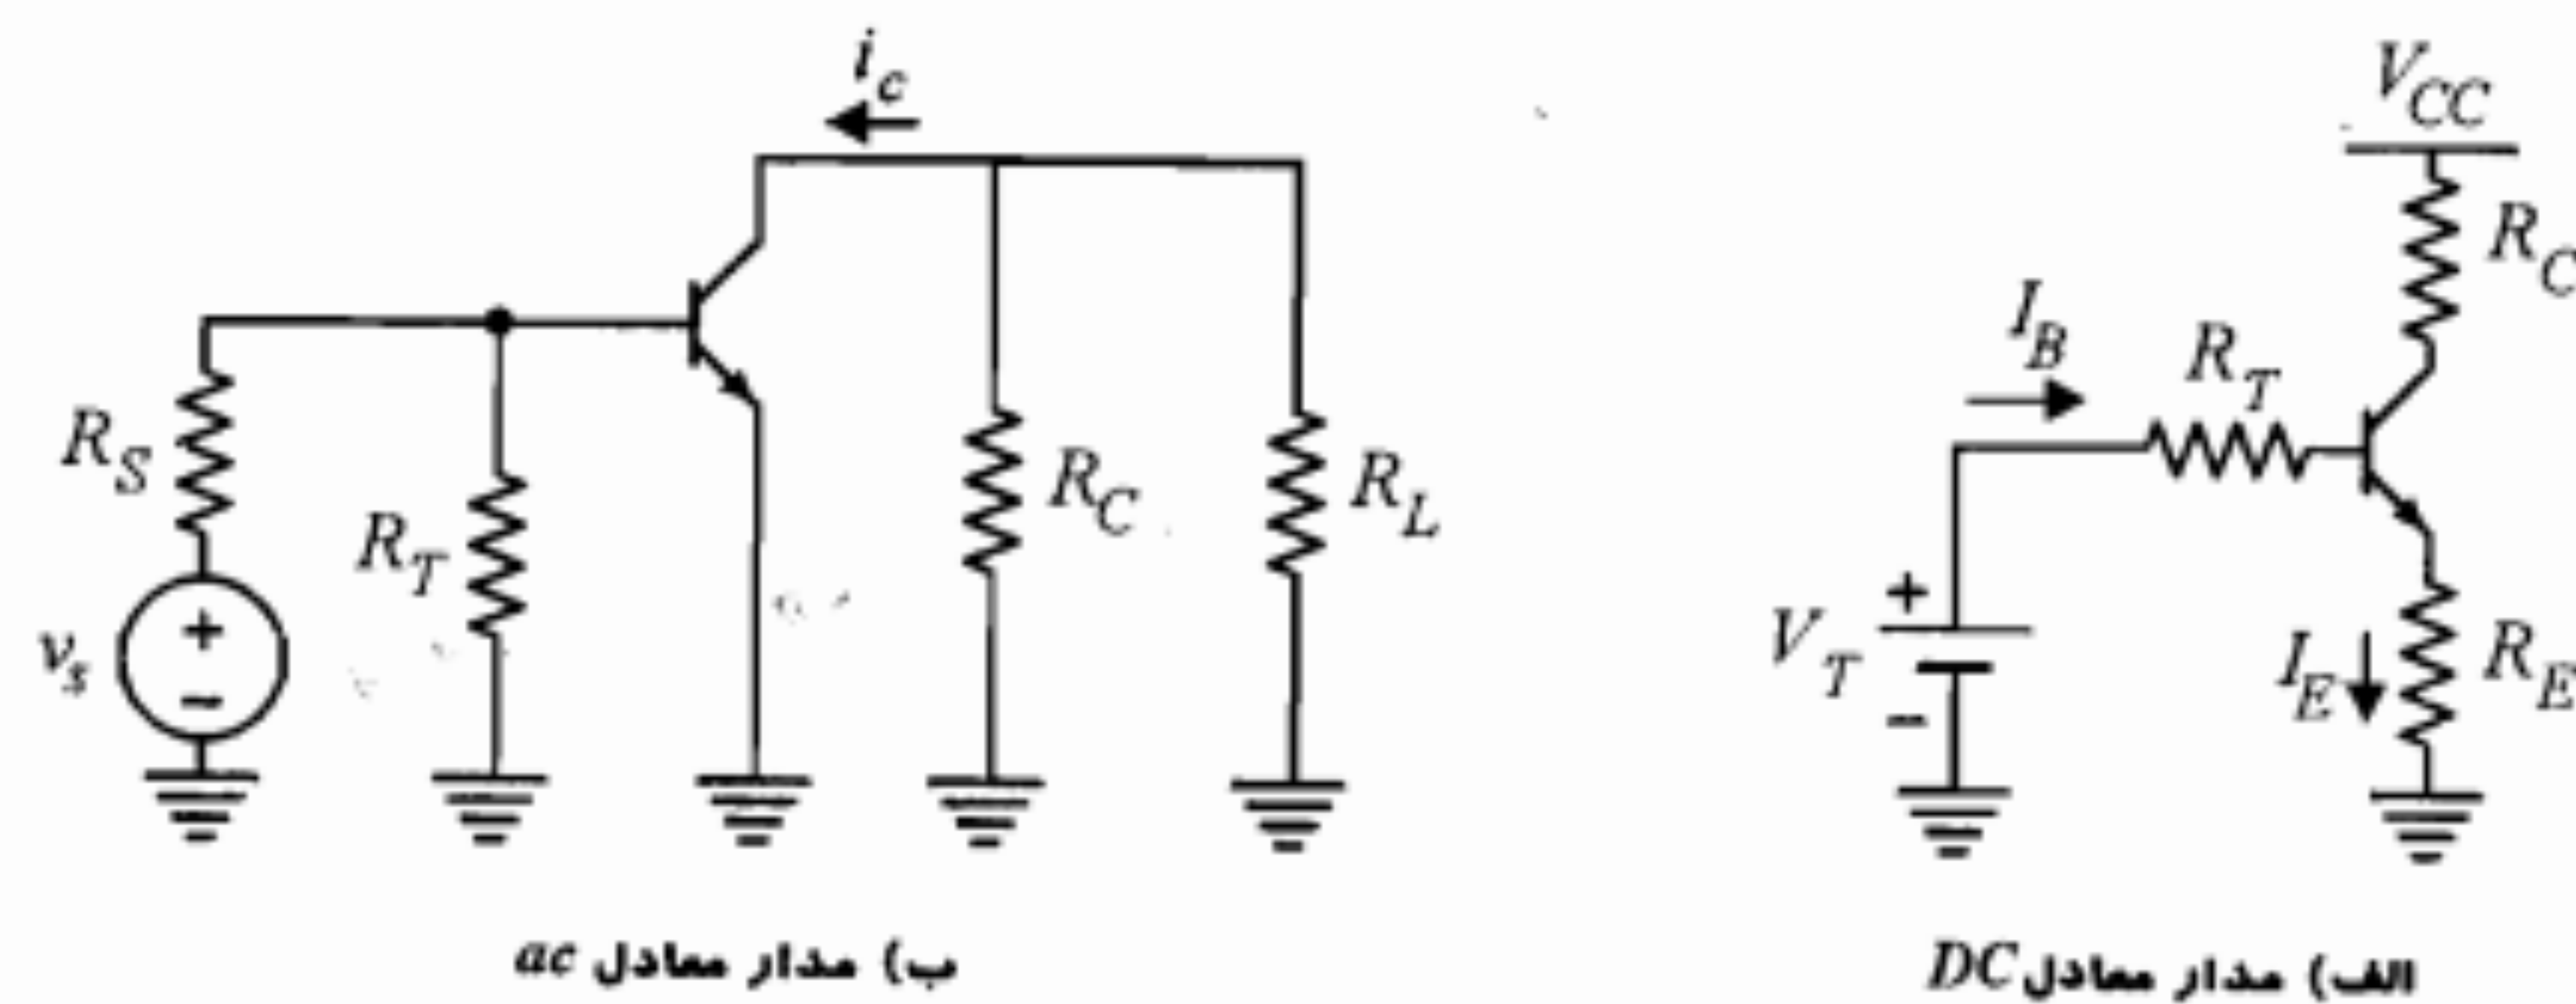 i_c
R_S
R_T
v_s
+
−
R_C
R_L
ب) مدار معادل ac
V_CC
R_C
I_B
R_T
V_T
+
−
I_E
R_E
الف) مدار معادل DC